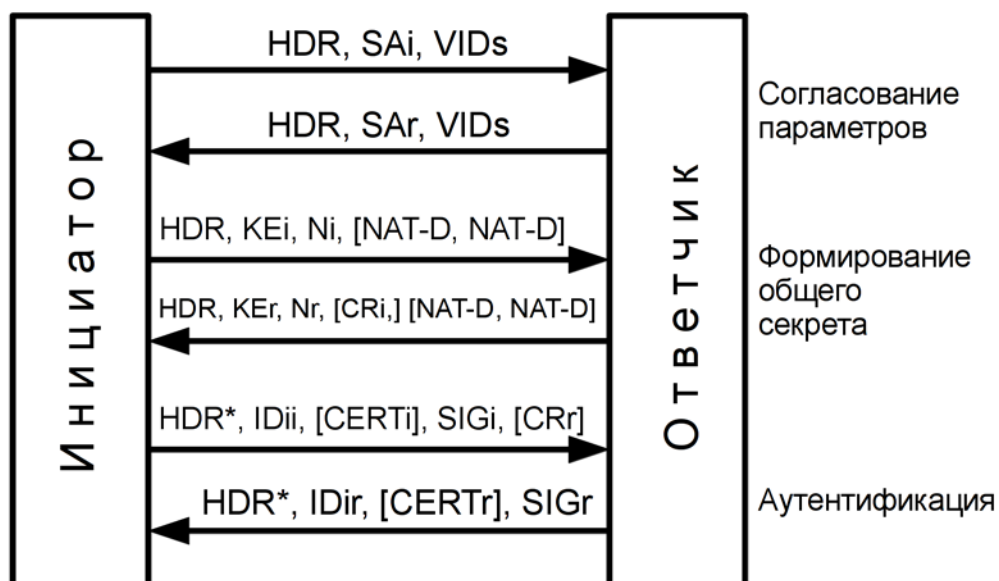 HDR, SAi, VIDs
HDR, SAr, VIDs
Согласование
параметров
HDR, KEi, Ni, [NAT-D, NAT-D]
HDR, KEr, Nr, [CRi,] [NAT-D, NAT-D]
Формирование
общего
секрета
HDR*, IDii, [CERTi], SIGi, [CRr]
HDR*, IDir, [CERTr], SIGr
Аутентификация
Инициатор
Ответчик